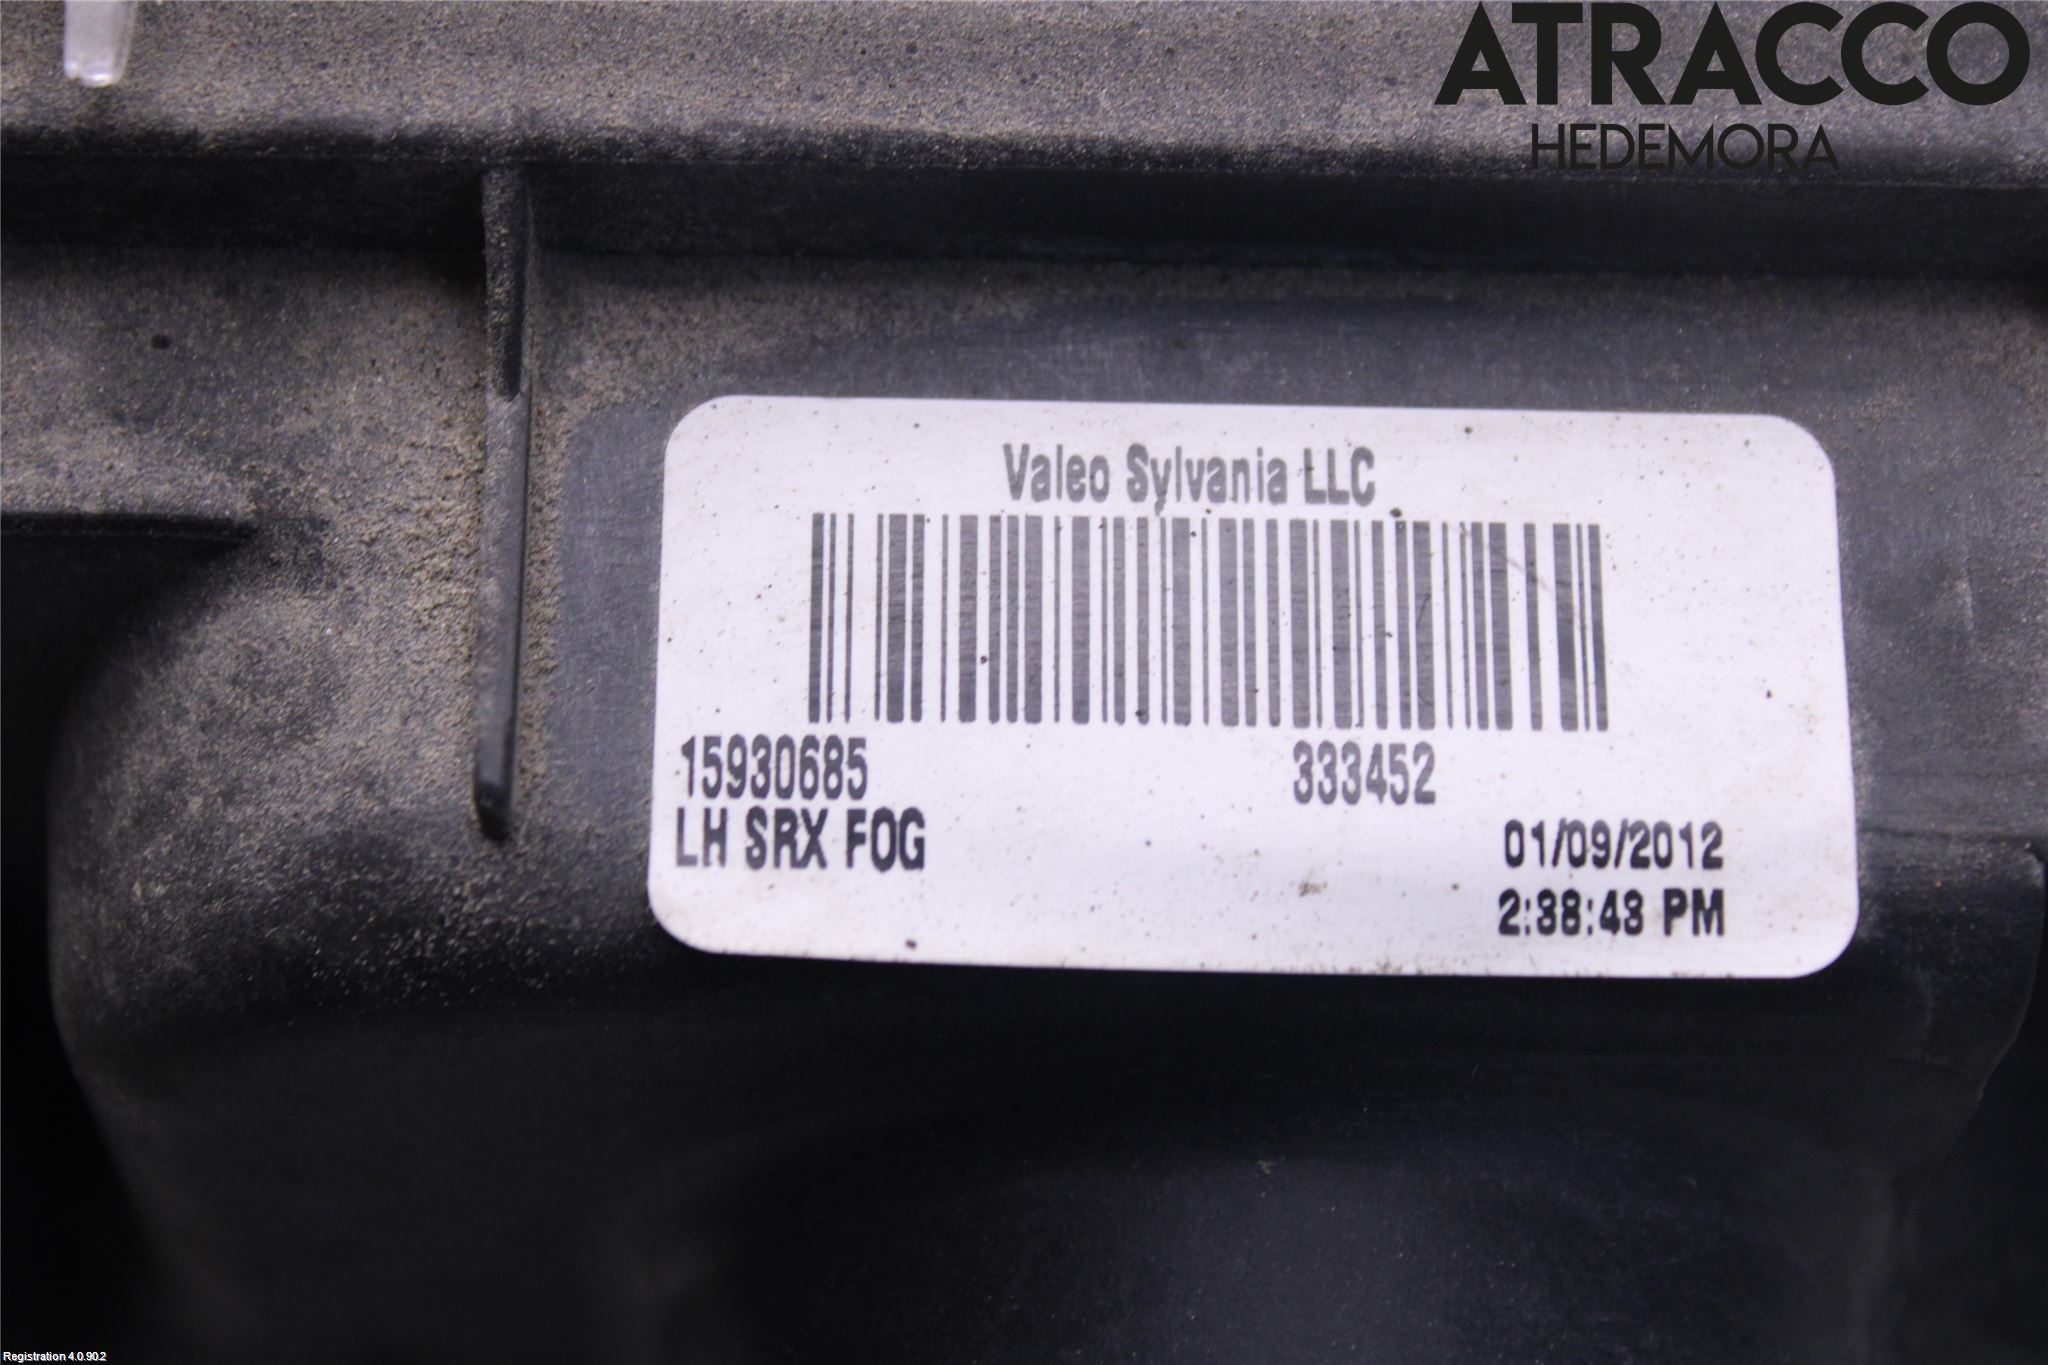 ATRACCO
HEDEMORA
Valeo Sylvania LLC
15930685 333452
LH SRX FOG
01/09/2012
2:38:43 PM
Registration 4.0.90.2